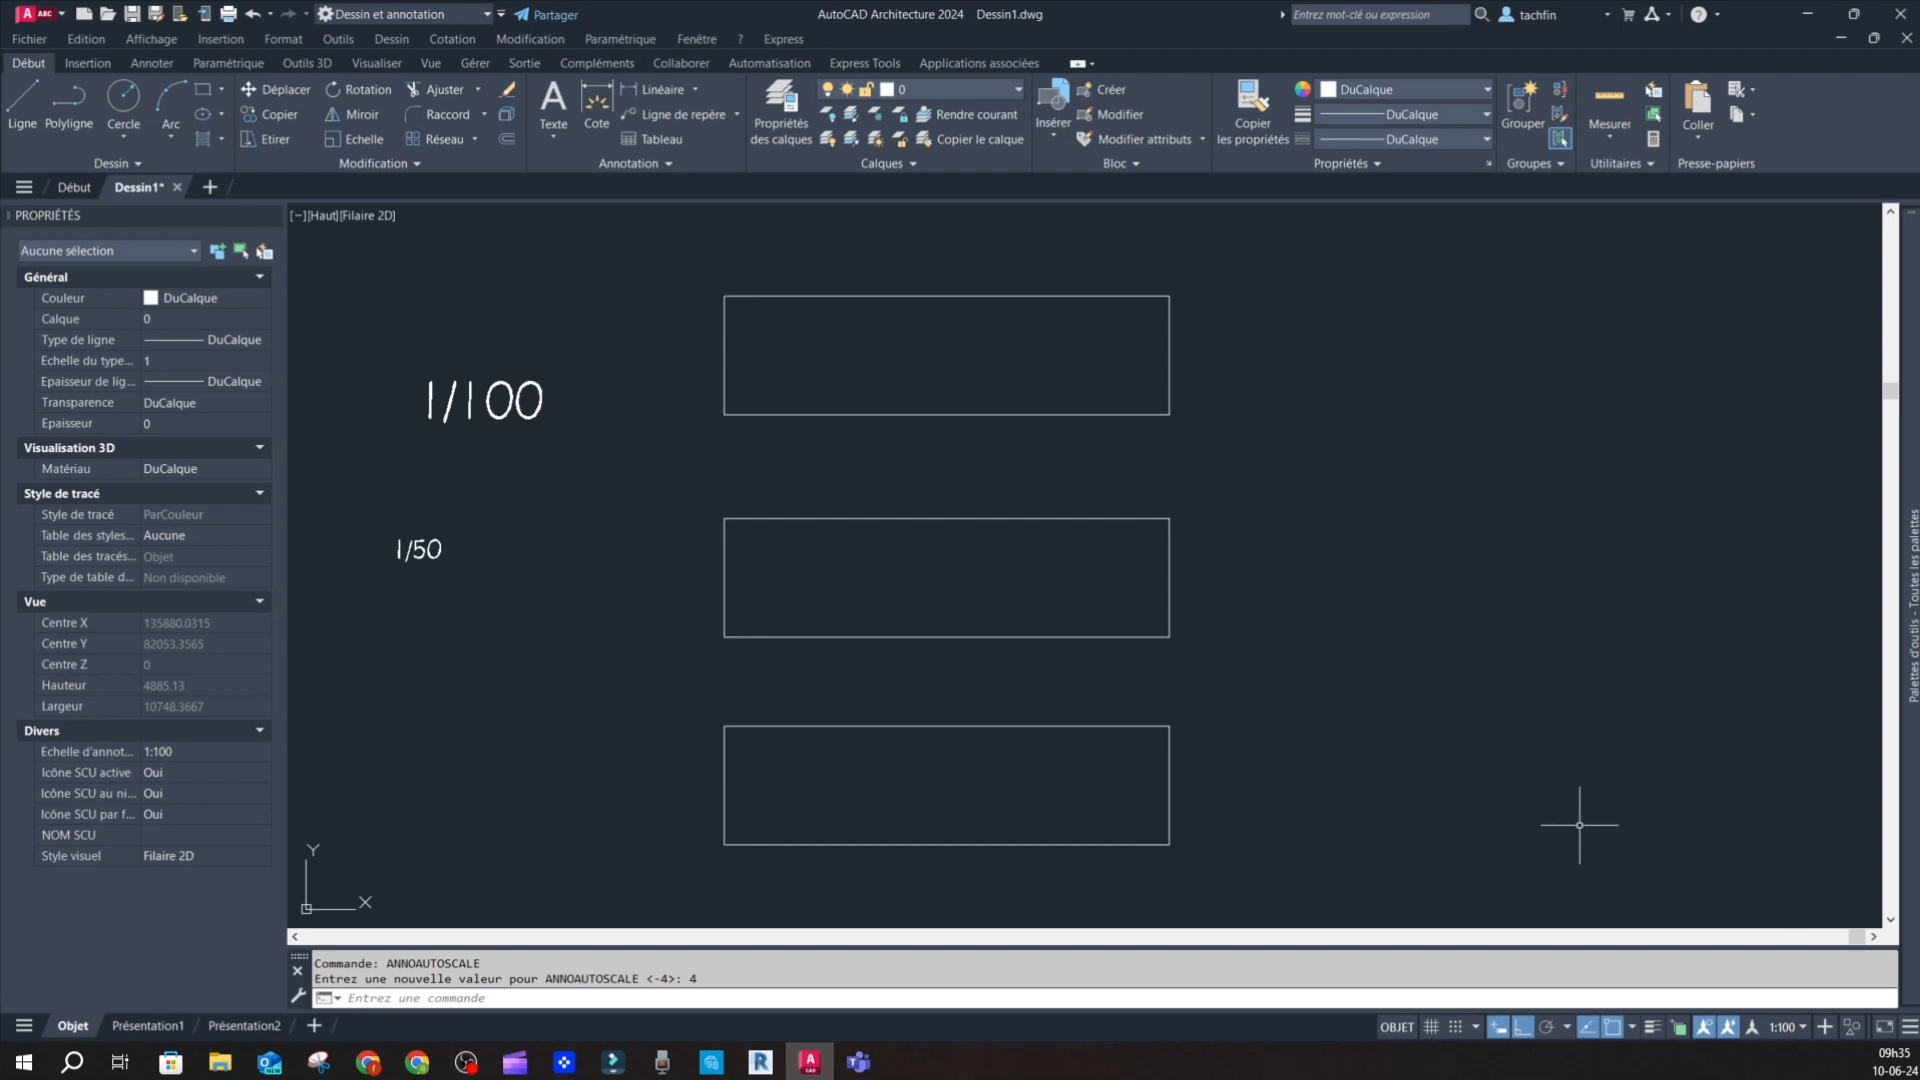 A ABC Dessin et annotation Partager AutoCAD Architecture 2024 Dessin1.dwg Entrez mot-clé ou expression tachfin
Fichier Edition Affichage Insertion Format Outils Dessin Cotation Modification Paramétrique Fenêtre ? Express
Début Insertion Annoter Paramétrique Outils 3D Visualiser Vue Gérer Sortie Compléments Collaborer Automatisation Express Tools Applications associées
Ligne Polyligne Cercle Arc
Déplacer Rotation Ajuster
Copier Miroir Raccord
Etirer Echelle Réseau
Texte Cote
Linéaire
Ligne de repère
Tableau
Propriétés des calques
0
Rendre courant
Copier le calque
Insérer
Créer
Modifier
Modifier attributs
Copier les propriétés
DuCalque
DuCalque
DuCalque
Grouper
Mesurer
Coller
Dessin Modification Annotation Calques Bloc Propriétés Groupes Utilitaires Presse-papiers
Début Dessin1*
PROPRIÉTÉS
Aucune sélection
Général
Couleur DuCalque
Calque 0
Type de ligne DuCalque
Echelle du type... 1
Epaisseur de lig... DuCalque
Transparence DuCalque
Epaisseur 0
Visualisation 3D
Matériau DuCalque
Style de tracé
Style de tracé ParCouleur
Table des styles... Aucune
Table des tracés... Objet
Type de table d... Non disponible
Vue
Centre X 135880.0315
Centre Y 82053.3565
Centre Z 0
Hauteur 4885.13
Largeur 10748.3667
Divers
Echelle d'annot... 1:100
Icône SCU active Oui
Icône SCU au ni... Oui
Icône SCU par f... Oui
NOM SCU
Style visuel Filaire 2D
[−][Haut][Filaire 2D]
1/100
1/50
Y
X
Palettes d'outils - Toutes les palettes
Commande: ANNOAUTOSCALE
Entrez une nouvelle valeur pour ANNOAUTOSCALE <-4>: 4
Entrez une commande
Objet Présentation1 Présentation2
OBJET 1:100
09h35
10-06-24